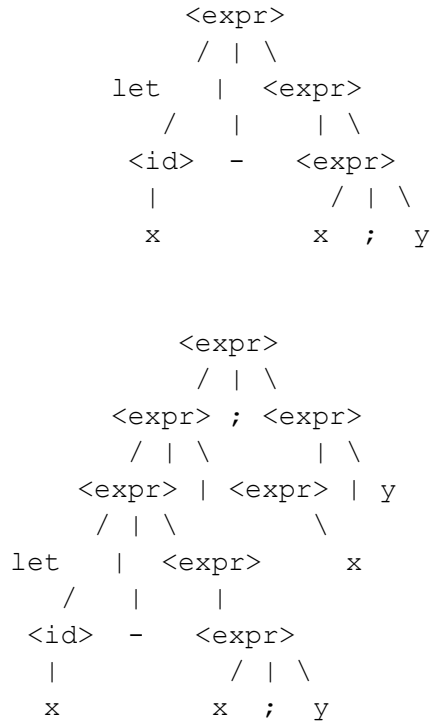 <expr>
/ | \
let | <expr>
/ | | \
<id> - <expr>
| / | \
x x ; y
<expr>
/ | \
<expr> ; <expr>
/ | \ | \
<expr> | <expr> | y
/ | \ \
let | <expr> x
/ | |
<id> - <expr>
| / | \
x x ; y